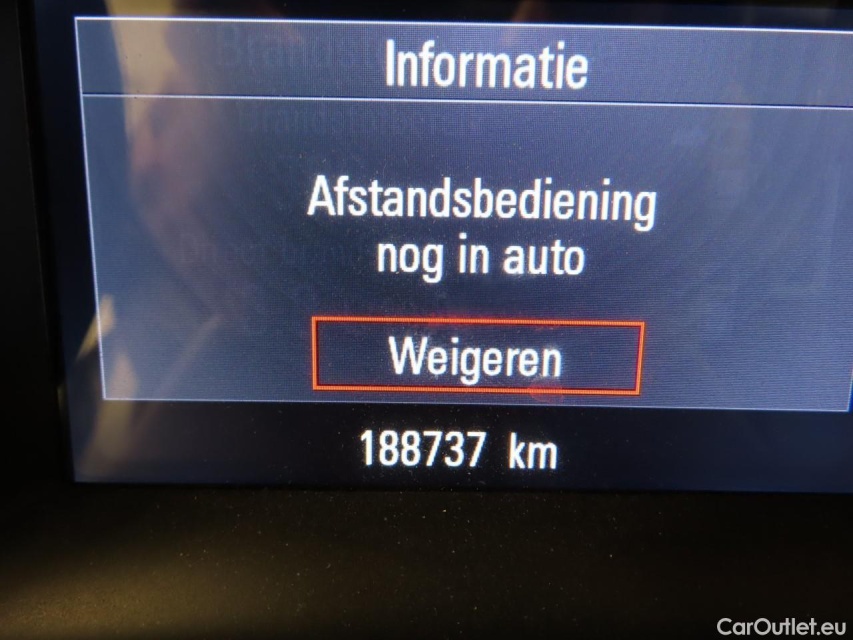 Informatie
Afstandsbediening
nog in auto
Weigeren
188737 km
CarOutlet.eu